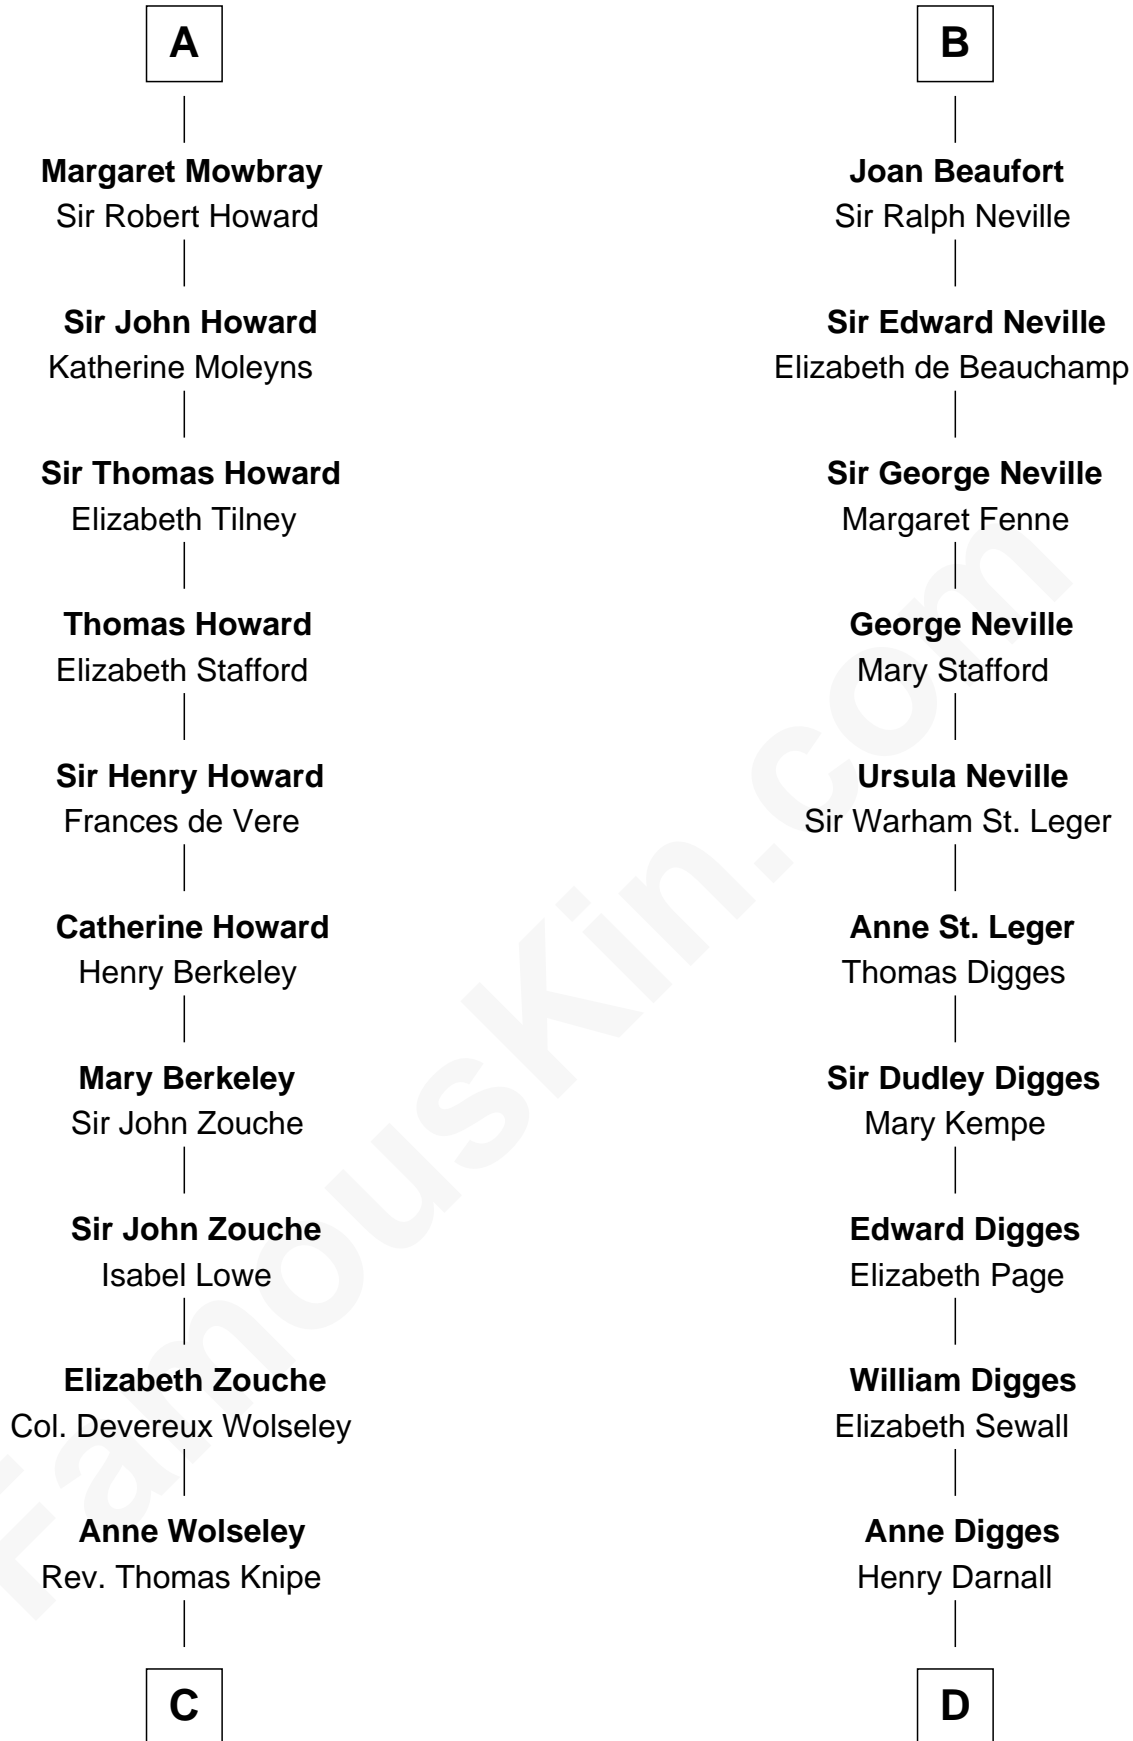 A
Margaret Mowbray
Sir Robert Howard
Sir John Howard
Katherine Moleyns
Sir Thomas Howard
Elizabeth Tilney
Thomas Howard
Elizabeth Stafford
Sir Henry Howard
Frances de Vere
Catherine Howard
Henry Berkeley
Mary Berkeley
Sir John Zouche
Sir John Zouche
Isabel Lowe
Elizabeth Zouche
Col. Devereux Wolseley
Anne Wolseley
Rev. Thomas Knipe
C
B
Joan Beaufort
Sir Ralph Neville
Sir Edward Neville
Elizabeth de Beauchamp
Sir George Neville
Margaret Fenne
George Neville
Mary Stafford
Ursula Neville
Sir Warham St. Leger
Anne St. Leger
Thomas Digges
Sir Dudley Digges
Mary Kempe
Edward Digges
Elizabeth Page
William Digges
Elizabeth Sewall
Anne Digges
Henry Darnall
D
FamousKin.com